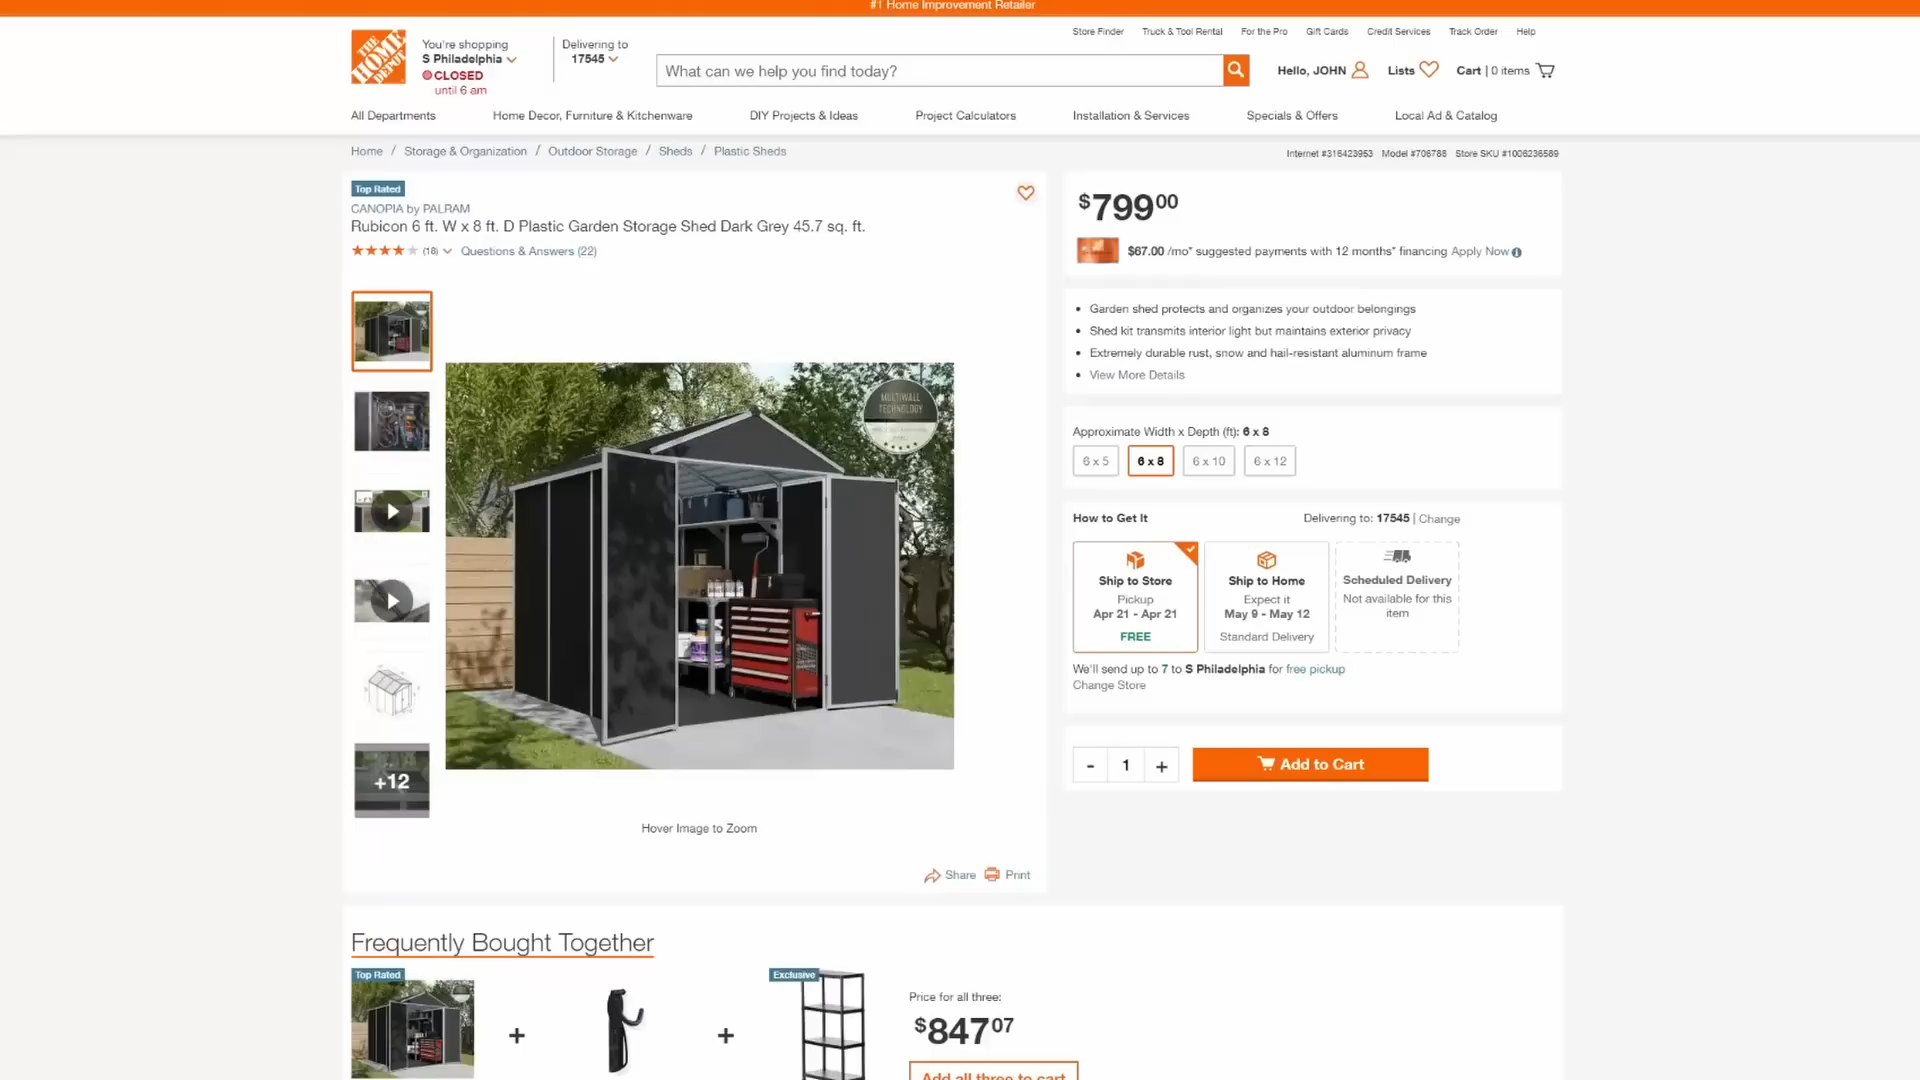 #1 Home Improvement Retailer
Store Finder Truck & Tool Rental For the Pro Gift Cards Credit Services Track Order Help
THE HOME DEPOT
You're shopping
S Philadelphia
CLOSED
until 6 am
Delivering to
17545
What can we help you find today?
Hello, JOHN
Lists
Cart | 0 items
All Departments Home Decor, Furniture & Kitchenware DIY Projects & Ideas Project Calculators Installation & Services Specials & Offers Local Ad & Catalog
Home / Storage & Organization / Outdoor Storage / Sheds / Plastic Sheds
Internet #316423953 Model #706788 Store SKU #1006236589
Top Rated
CANOPIA by PALRAM
Rubicon 6 ft. W x 8 ft. D Plastic Garden Storage Shed Dark Grey 45.7 sq. ft.
(18) Questions & Answers (22)
MULTIWALL
TECHNOLOGY
+12
Hover Image to Zoom
Share Print
$799.00
$67.00 /mo* suggested payments with 12 months* financing Apply Now
• Garden shed protects and organizes your outdoor belongings
• Shed kit transmits interior light but maintains exterior privacy
• Extremely durable rust, snow and hail-resistant aluminum frame
• View More Details
Approximate Width x Depth (ft): 6 x 8
6 x 5 6 x 8 6 x 10 6 x 12
How to Get It
Delivering to: 17545 | Change
Ship to Store
Pickup
Apr 21 - Apr 21
FREE
Ship to Home
Expect it
May 9 - May 12
Standard Delivery
Scheduled Delivery
Not available for this
item
We'll send up to 7 to S Philadelphia for free pickup
Change Store
- 1 +
Add to Cart
Frequently Bought Together
Top Rated
+
+
Exclusive
Price for all three:
$847.07
Add all three to cart